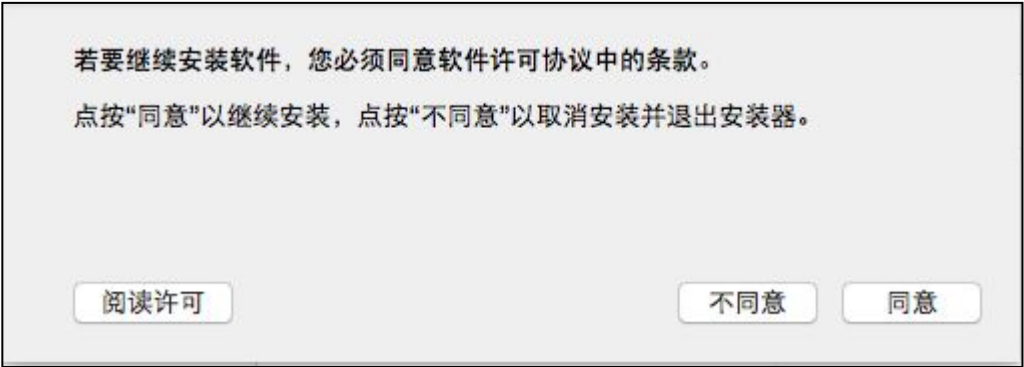 若要继续安装软件，您必须同意软件许可协议中的条款。
点按“同意”以继续安装，点按“不同意”以取消安装并退出安装器。
阅读许可
不同意
同意